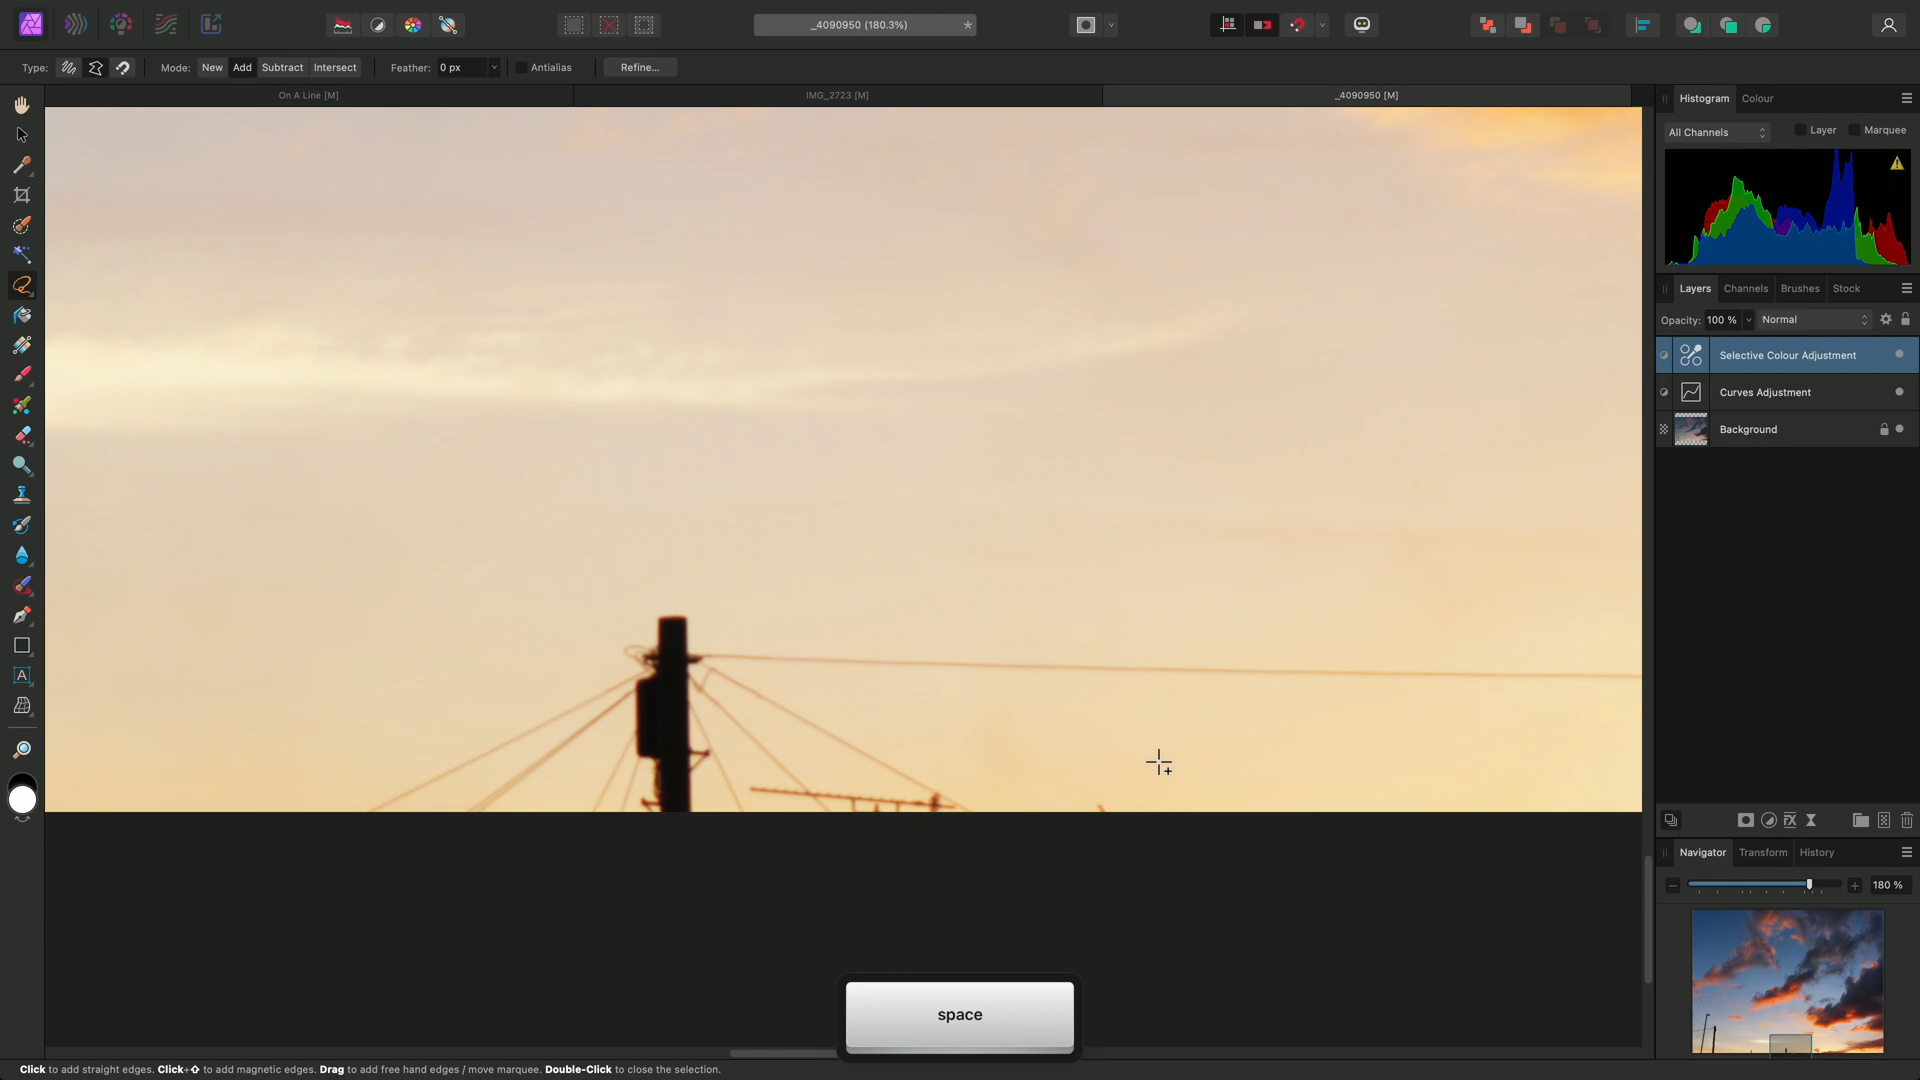 _4090950 (180.3%)
*
Type:
Mode:
New
Add
Subtract
Intersect
Feather:
0 px
Antialias
Refine...
On A Line [M]
IMG_2723 [M]
_4090950 [M]
Histogram
Colour
All Channels
Layer
Marquee
Layers
Channels
Brushes
Stock
Opacity:
100 %
Normal
Selective Colour Adjustment
Curves Adjustment
Background
Navigator
Transform
History
180 %
space
Click to add straight edges. Click+⇧ to add magnetic edges. Drag to add free hand edges / move marquee. Double-Click to close the selection.